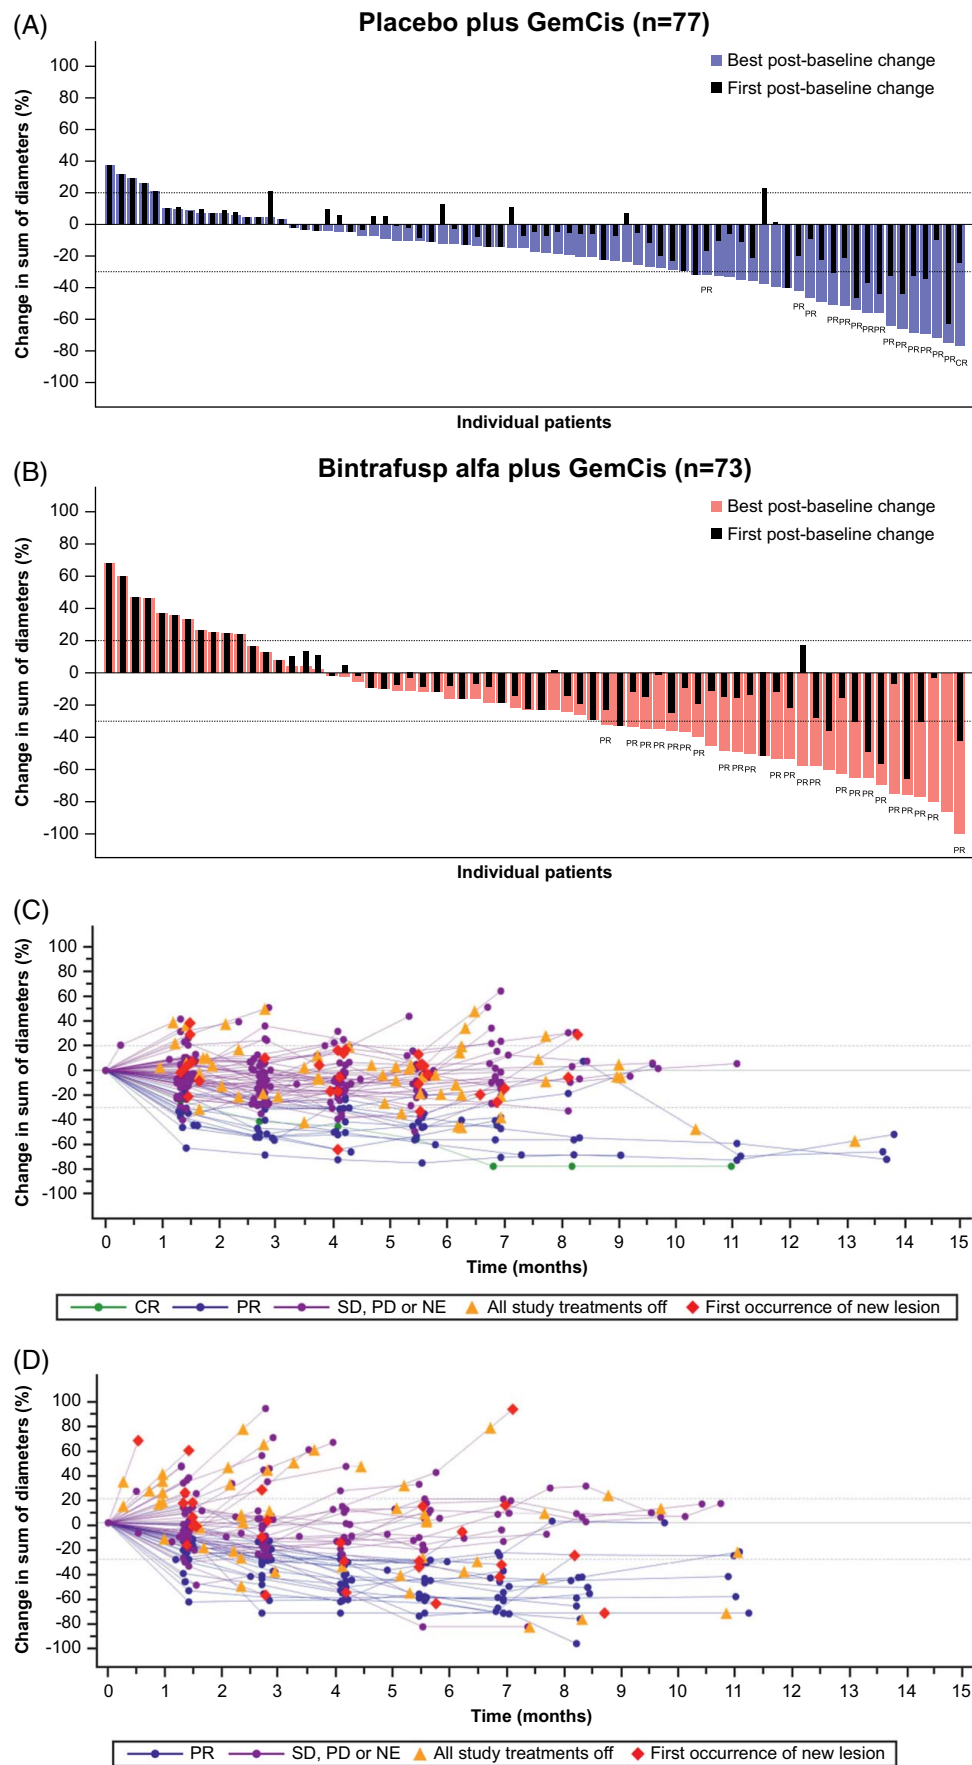 (A)
Placebo plus GemCis (n=77)
Change in sum of diameters (%)
100
80
60
40
20
0
-20
-40
-60
-80
-100
Best post-baseline change
First post-baseline change
PR
PR
PR
PR PR
PR
PR PR
PR
PR
PR PR
PR
PR CR
Individual patients
(B)
Bintrafusp alfa plus GemCis (n=73)
Change in sum of diameters (%)
100
80
60
40
20
0
-20
-40
-60
-80
-100
Best post-baseline change
First post-baseline change
PR
PR PR PR PR PR
PR
PR PR PR
PR PR
PR PR
PR
PR PR
PR
PR PR PR PR
PR
Individual patients
(C)
Change in sum of diameters (%)
100
80
60
40
20
0
-20
-40
-60
-80
-100
0 1 2 3 4 5 6 7 8 9 10 11 12 13 14 15
Time (months)
CR PR SD, PD or NE All study treatments off First occurrence of new lesion
(D)
Change in sum of diameters (%)
100
80
60
40
20
0
-20
-40
-60
-80
-100
0 1 2 3 4 5 6 7 8 9 10 11 12 13 14 15
Time (months)
PR SD, PD or NE All study treatments off First occurrence of new lesion